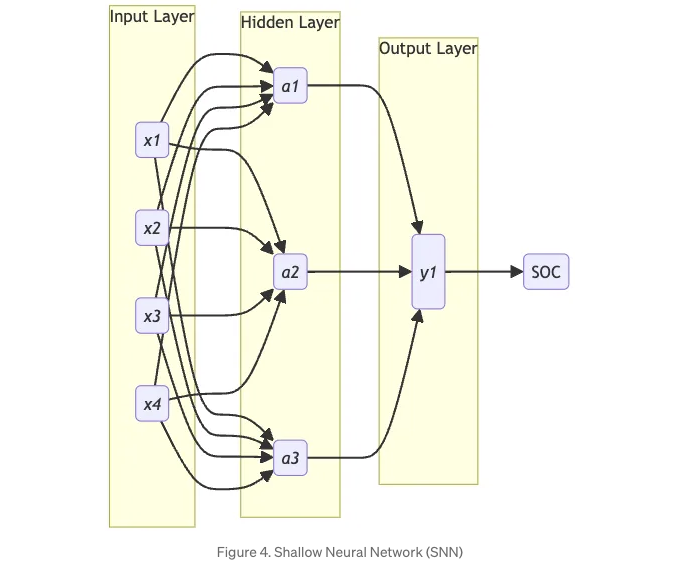 Input Layer
Hidden Layer
Output Layer
x1
x2
x3
x4
a1
a2
a3
y1
SOC
Figure 4. Shallow Neural Network (SNN)